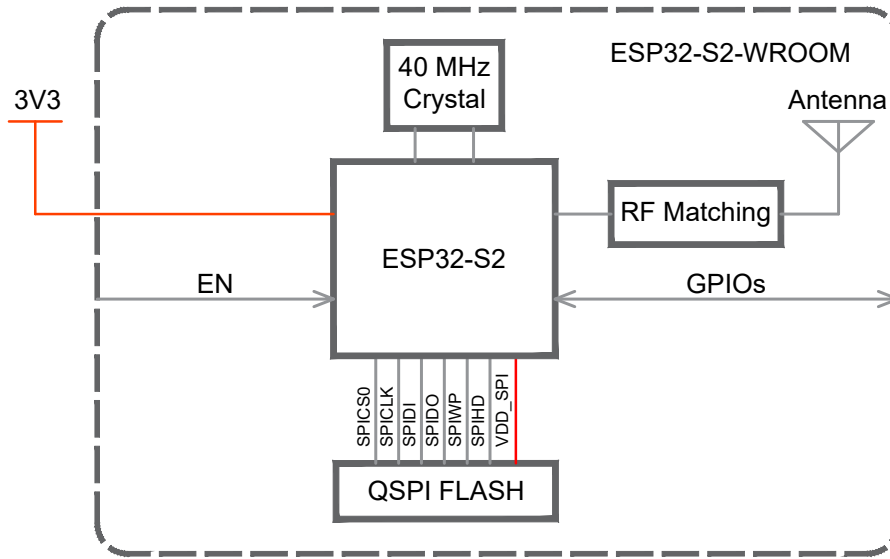 ESP32-S2-WROOM
40 MHz
Crystal
3V3
Antenna
RF Matching
ESP32-S2
EN
GPIOs
SPICS0
SPICLK
SPIDI
SPIDO
SPIWP
SPIHD
VDD_SPI
QSPI FLASH